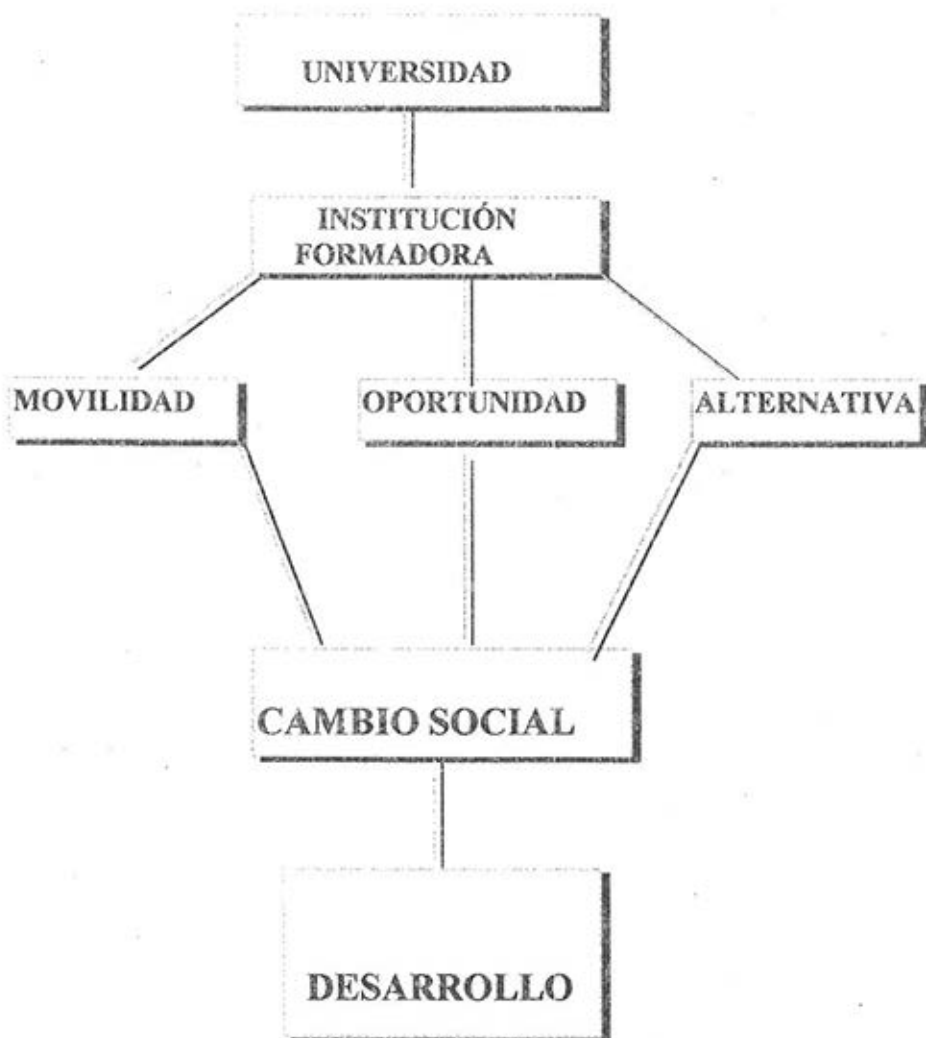 UNIVERSIDAD
INSTITUCIÓN
FORMADORA
MOVILIDAD
OPORTUNIDAD
ALTERNATIVA
CAMBIO SOCIAL
DESARROLLO